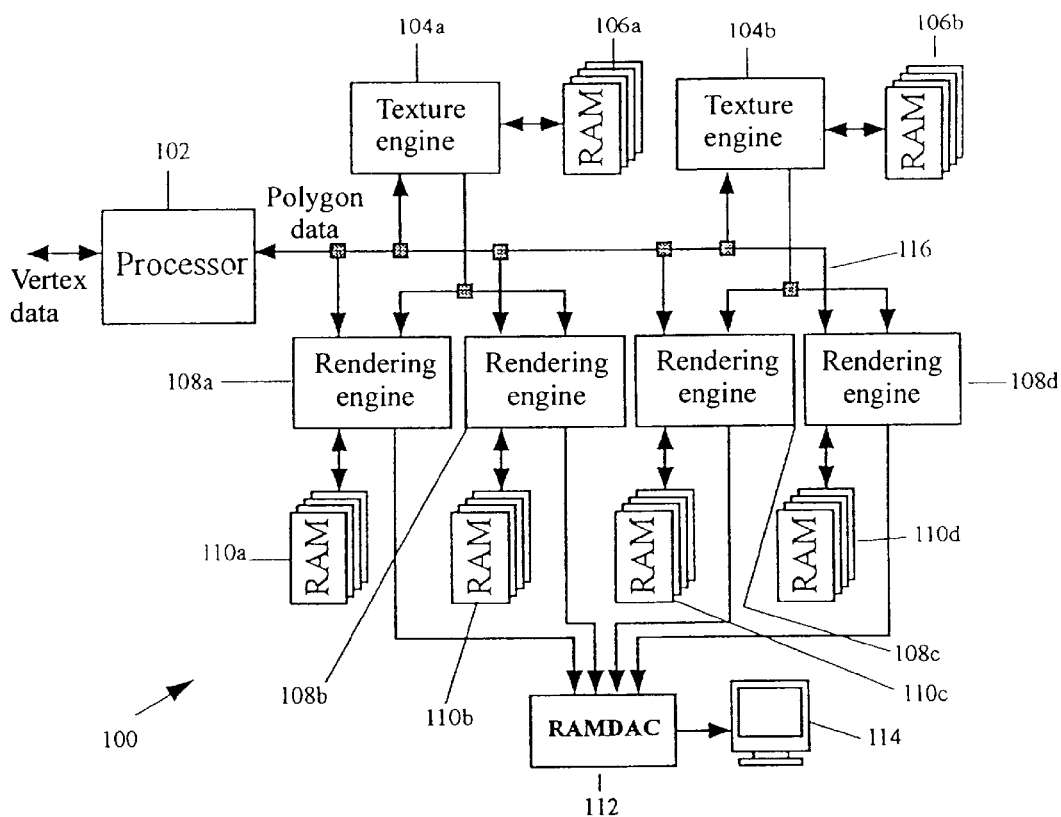 104a
106a
104b
106b
Texture
engine
RAM
Texture
engine
RAM
102
Polygon
data
Processor
Vertex
data
116
108a
Rendering
engine
Rendering
engine
Rendering
engine
Rendering
engine
108d
110a
RAM
RAM
RAM
RAM
110d
108c
108b
110b
110c
100
RAMDAC
114
112